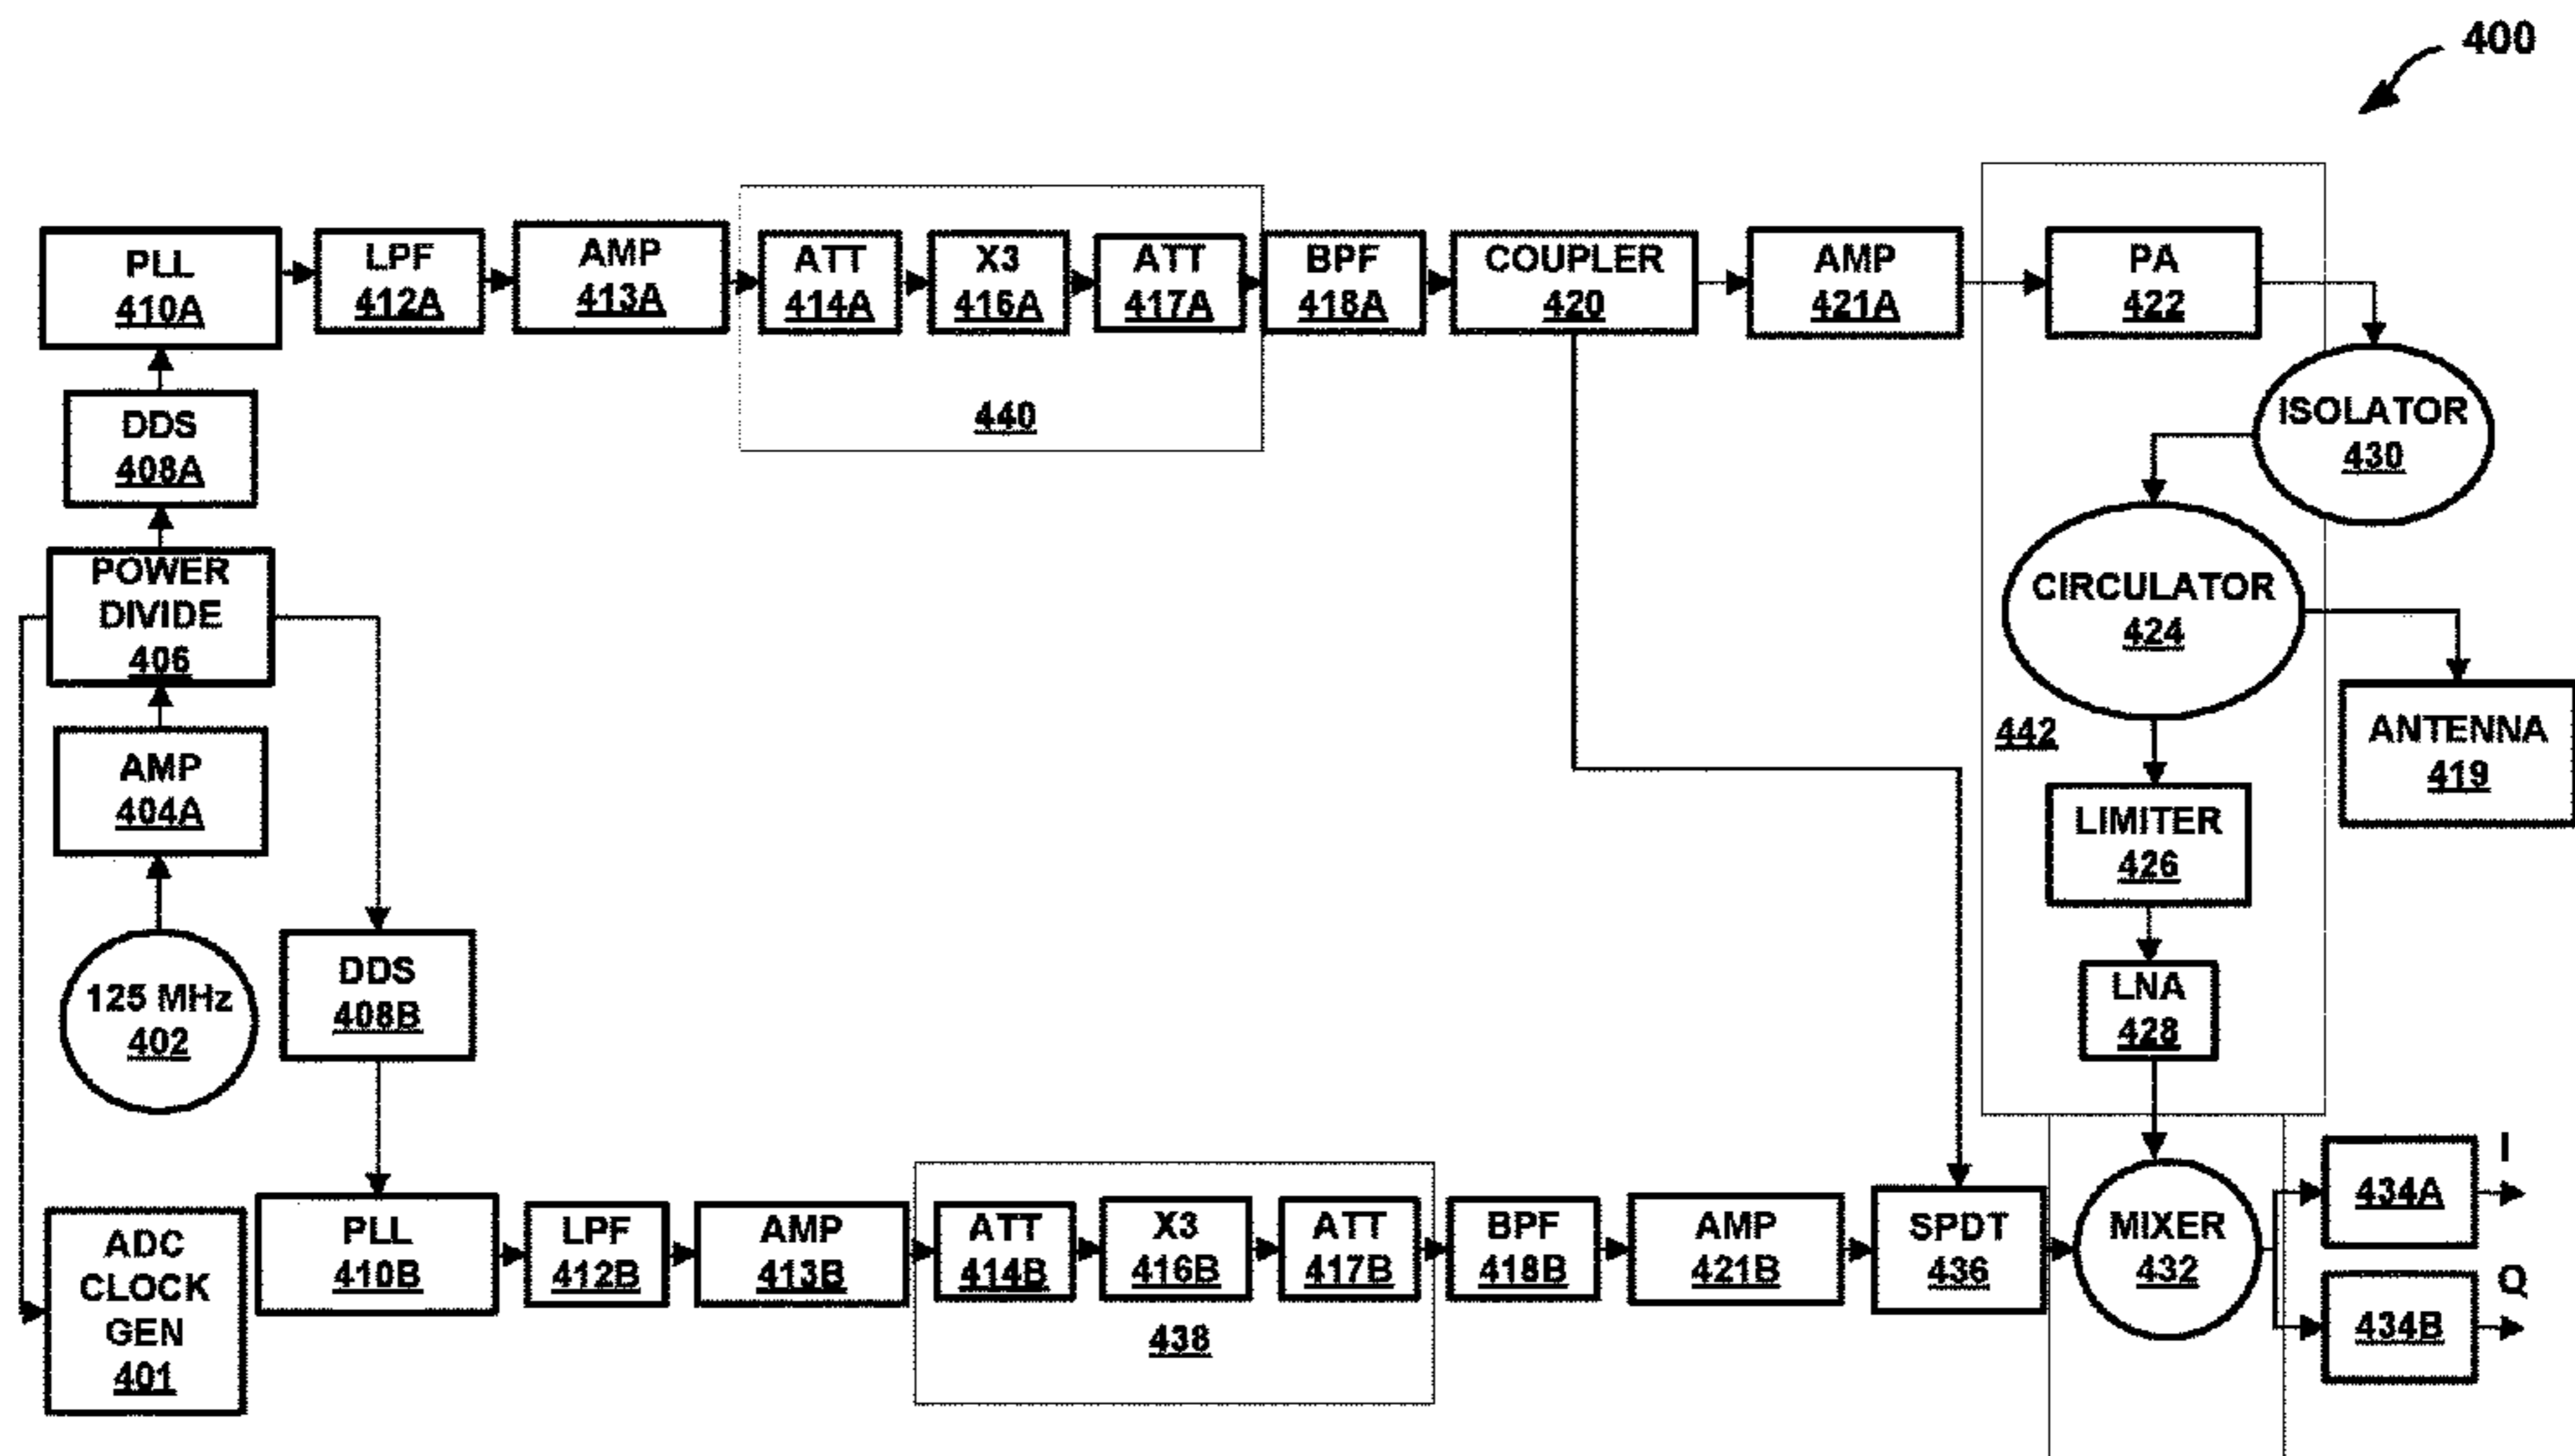 400
PLL
410A
LPF
412A
AMP
413A
ATT
414A
X3
416A
ATT
417A
BPF
418A
COUPLER
420
AMP
421A
PA
422
440
ISOLATOR
430
DDS
408A
POWER
DIVIDE
406
CIRCULATOR
424
442
ANTENNA
419
AMP
404A
LIMITER
426
125 MHz
402
DDS
408B
LNA
428
ADC
CLOCK
GEN
401
PLL
410B
LPF
412B
AMP
413B
ATT
414B
X3
416B
ATT
417B
438
BPF
418B
AMP
421B
SPDT
436
MIXER
432
434A
I
434B
Q